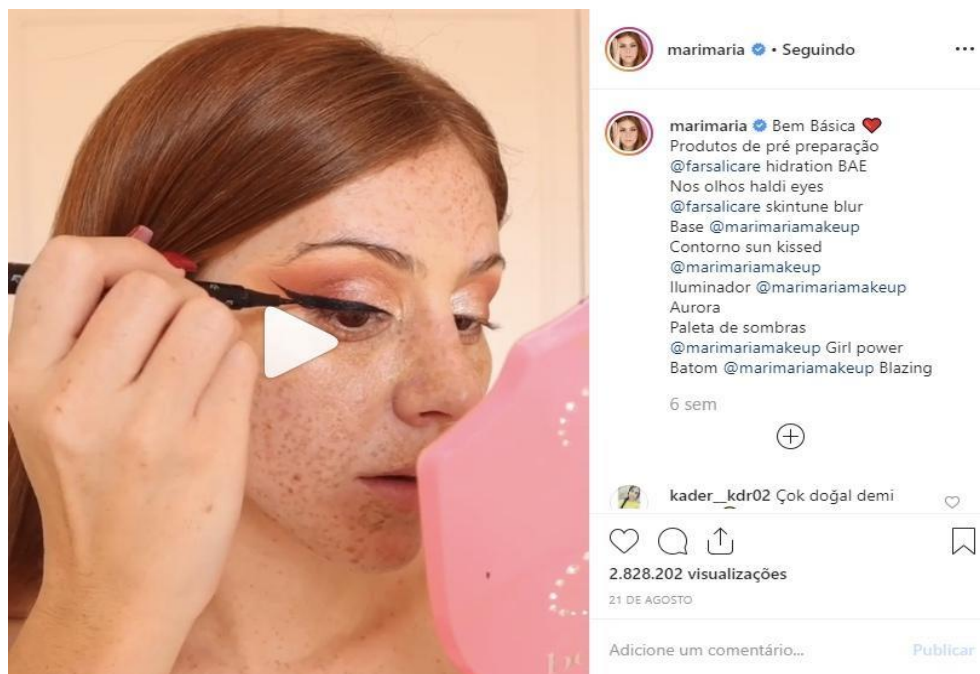 marimaria • Seguindo
marimaria Bem Básica ❤️
Produtos de pré preparação
@farsalicare hidration BAE
Nos olhos haldi eyes
@farsalicare skintune blur
Base @marimariamakeup
Contorno sun kissed
@marimariamakeup
Iluminador @marimariamakeup
Aurora
Paleta de sombras
@marimariamakeup Girl power
Batom @marimariamakeup Blazing
6 sem
kader__kdr02 Çok doğal demi
2.828.202 visualizações
21 DE AGOSTO
Adicione um comentário... Publicar